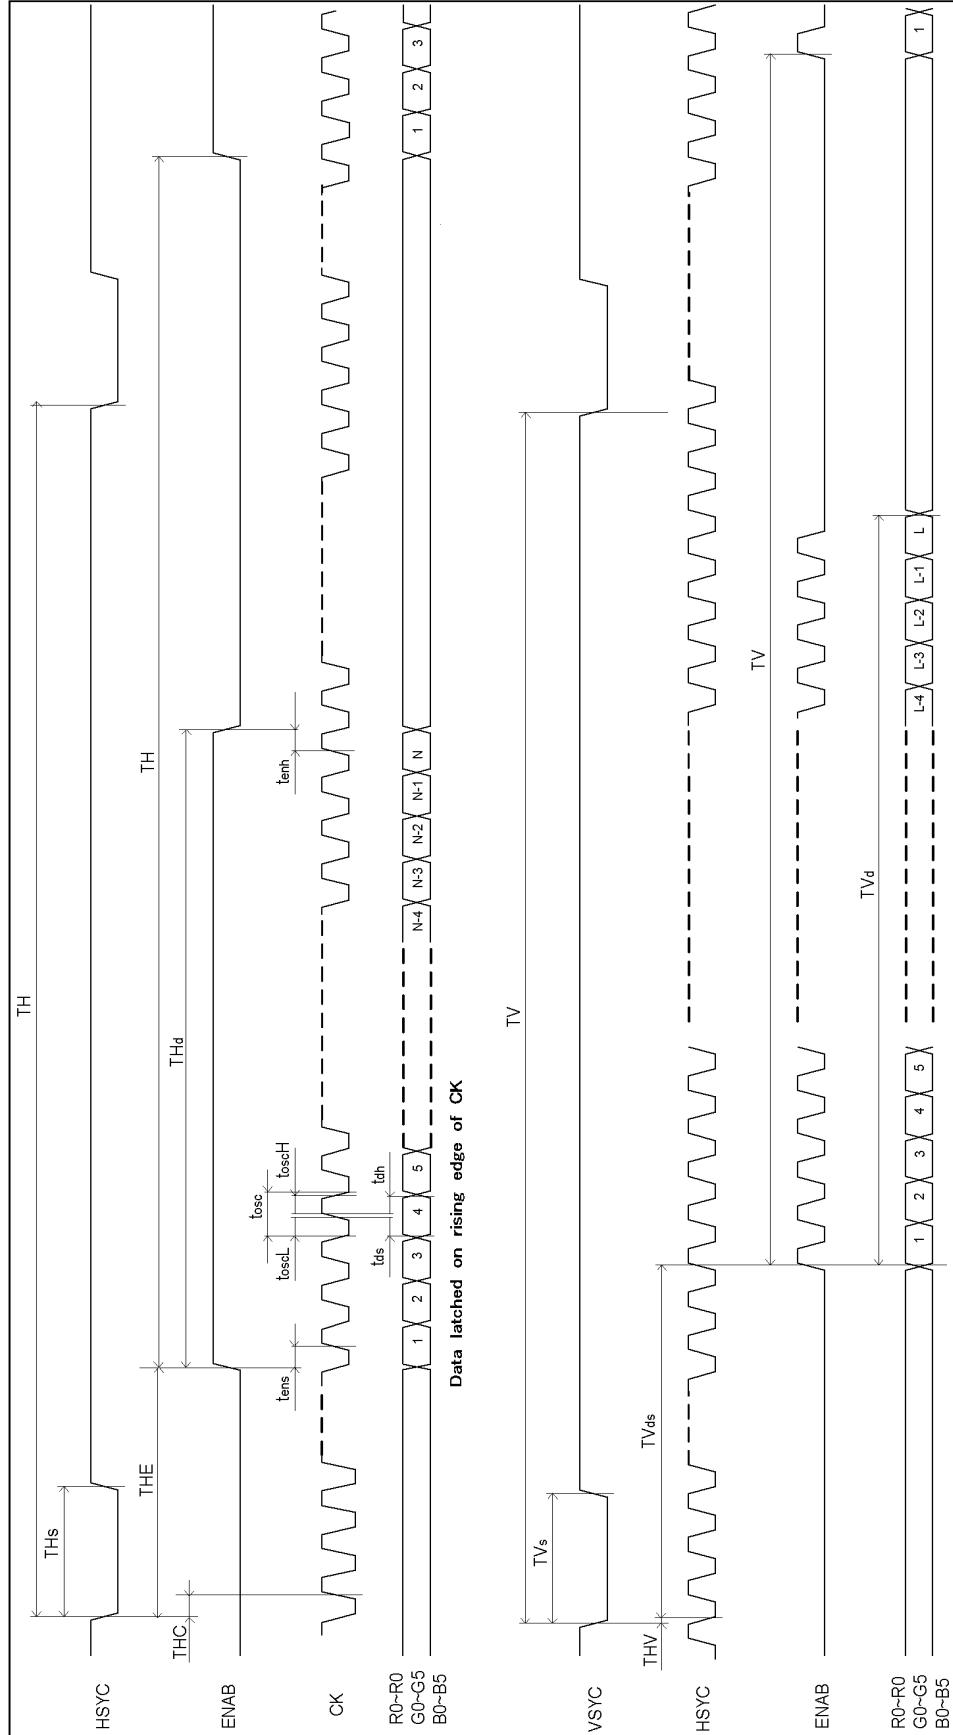 TH
HSYC
THs
THC
THE
TH
THd
ENAB
tens
toscL
tosc
toscH
tenh
CK
tds
tdh
R0~R0
G0~G5
B0~B5
1
2
3
4
5
N-4
N-3
N-2
N-1
N
1
2
3
Data latched on rising edge of CK
TV
VSYC
TVs
THV
TVds
HSYC
TV
ENAB
TVd
R0~R0
G0~G5
B0~B5
1
2
3
4
5
L-4
L-3
L-2
L-1
L
1